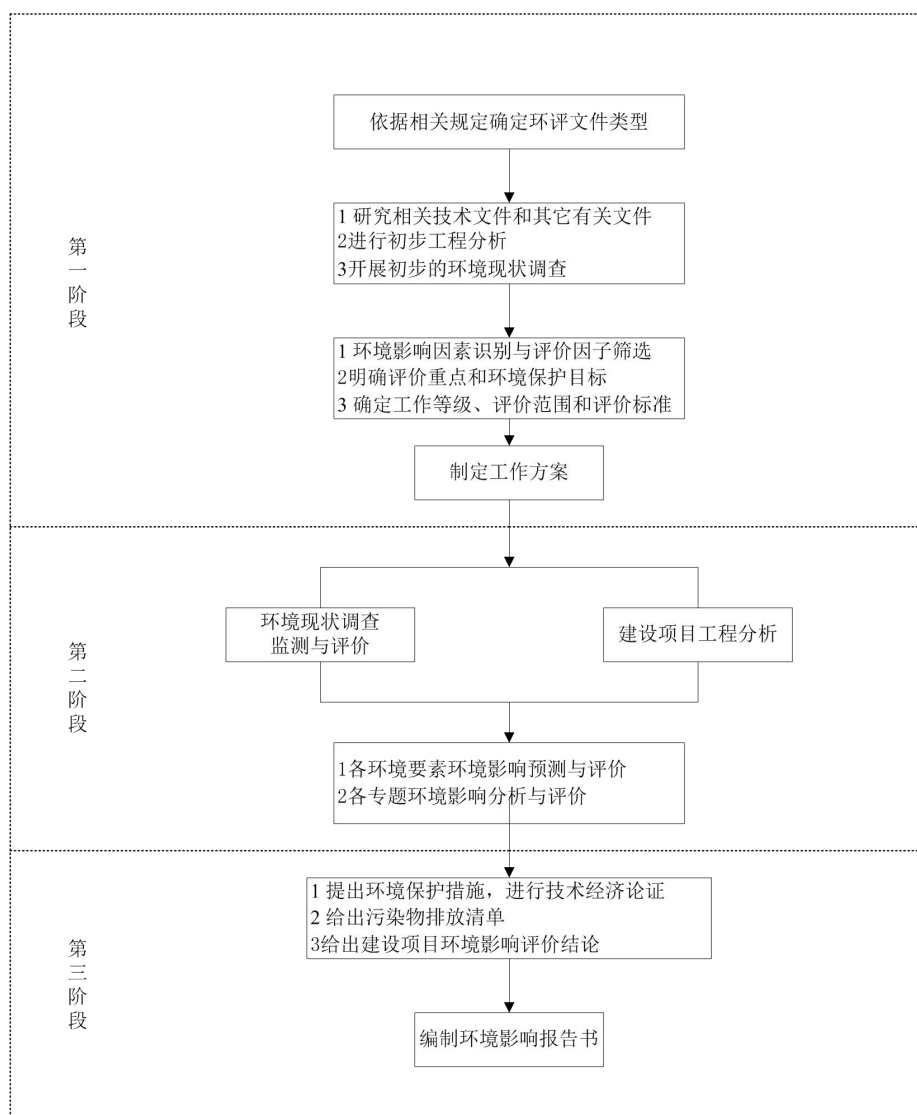 依据相关规定确定环评文件类型
1 研究相关技术文件和其它有关文件
2进行初步工程分析
3开展初步的环境现状调查
第一阶段
1 环境影响因素识别与评价因子筛选
2明确评价重点和环境保护目标
3 确定工作等级、评价范围和评价标准
制定工作方案
环境现状调查
监测与评价
建设项目工程分析
第二阶段
1各环境要素环境影响预测与评价
2各专题环境影响分析与评价
1 提出环境保护措施，进行技术经济论证
2 给出污染物排放清单
3给出建设项目环境影响评价结论
第三阶段
编制环境影响报告书